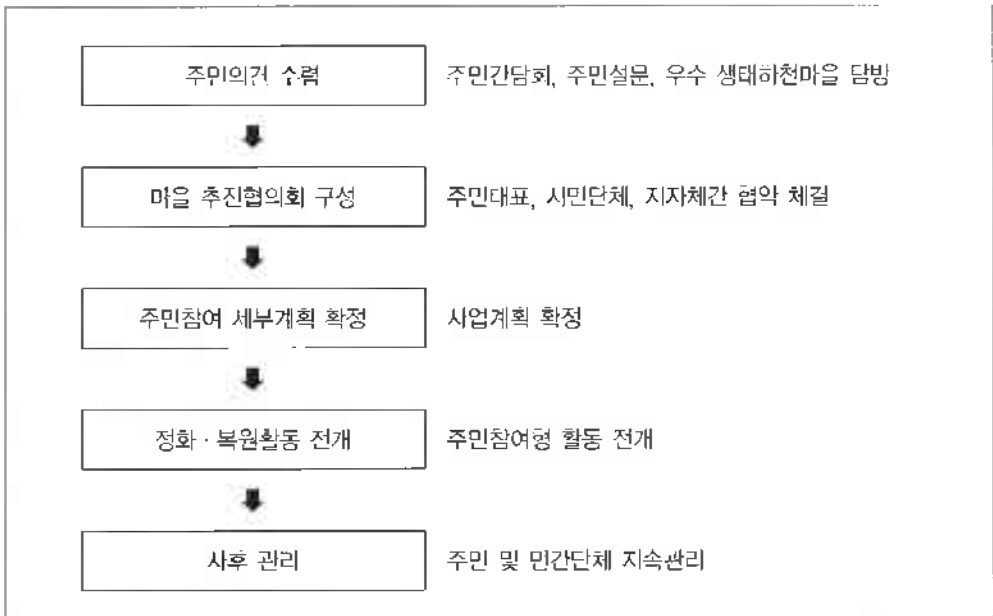 주민의견 수렴 주민간담회, 주민설문, 우수 생태하천마을 탐방
마을 추진협의회 구성 주민대표, 시민단체, 지자체간 협약 체결
주민참여 세부계획 확정 사업계획 확정
정화 · 복원활동 전개 주민참여형 활동 전개
사후 관리 주민 및 민간단체 지속관리